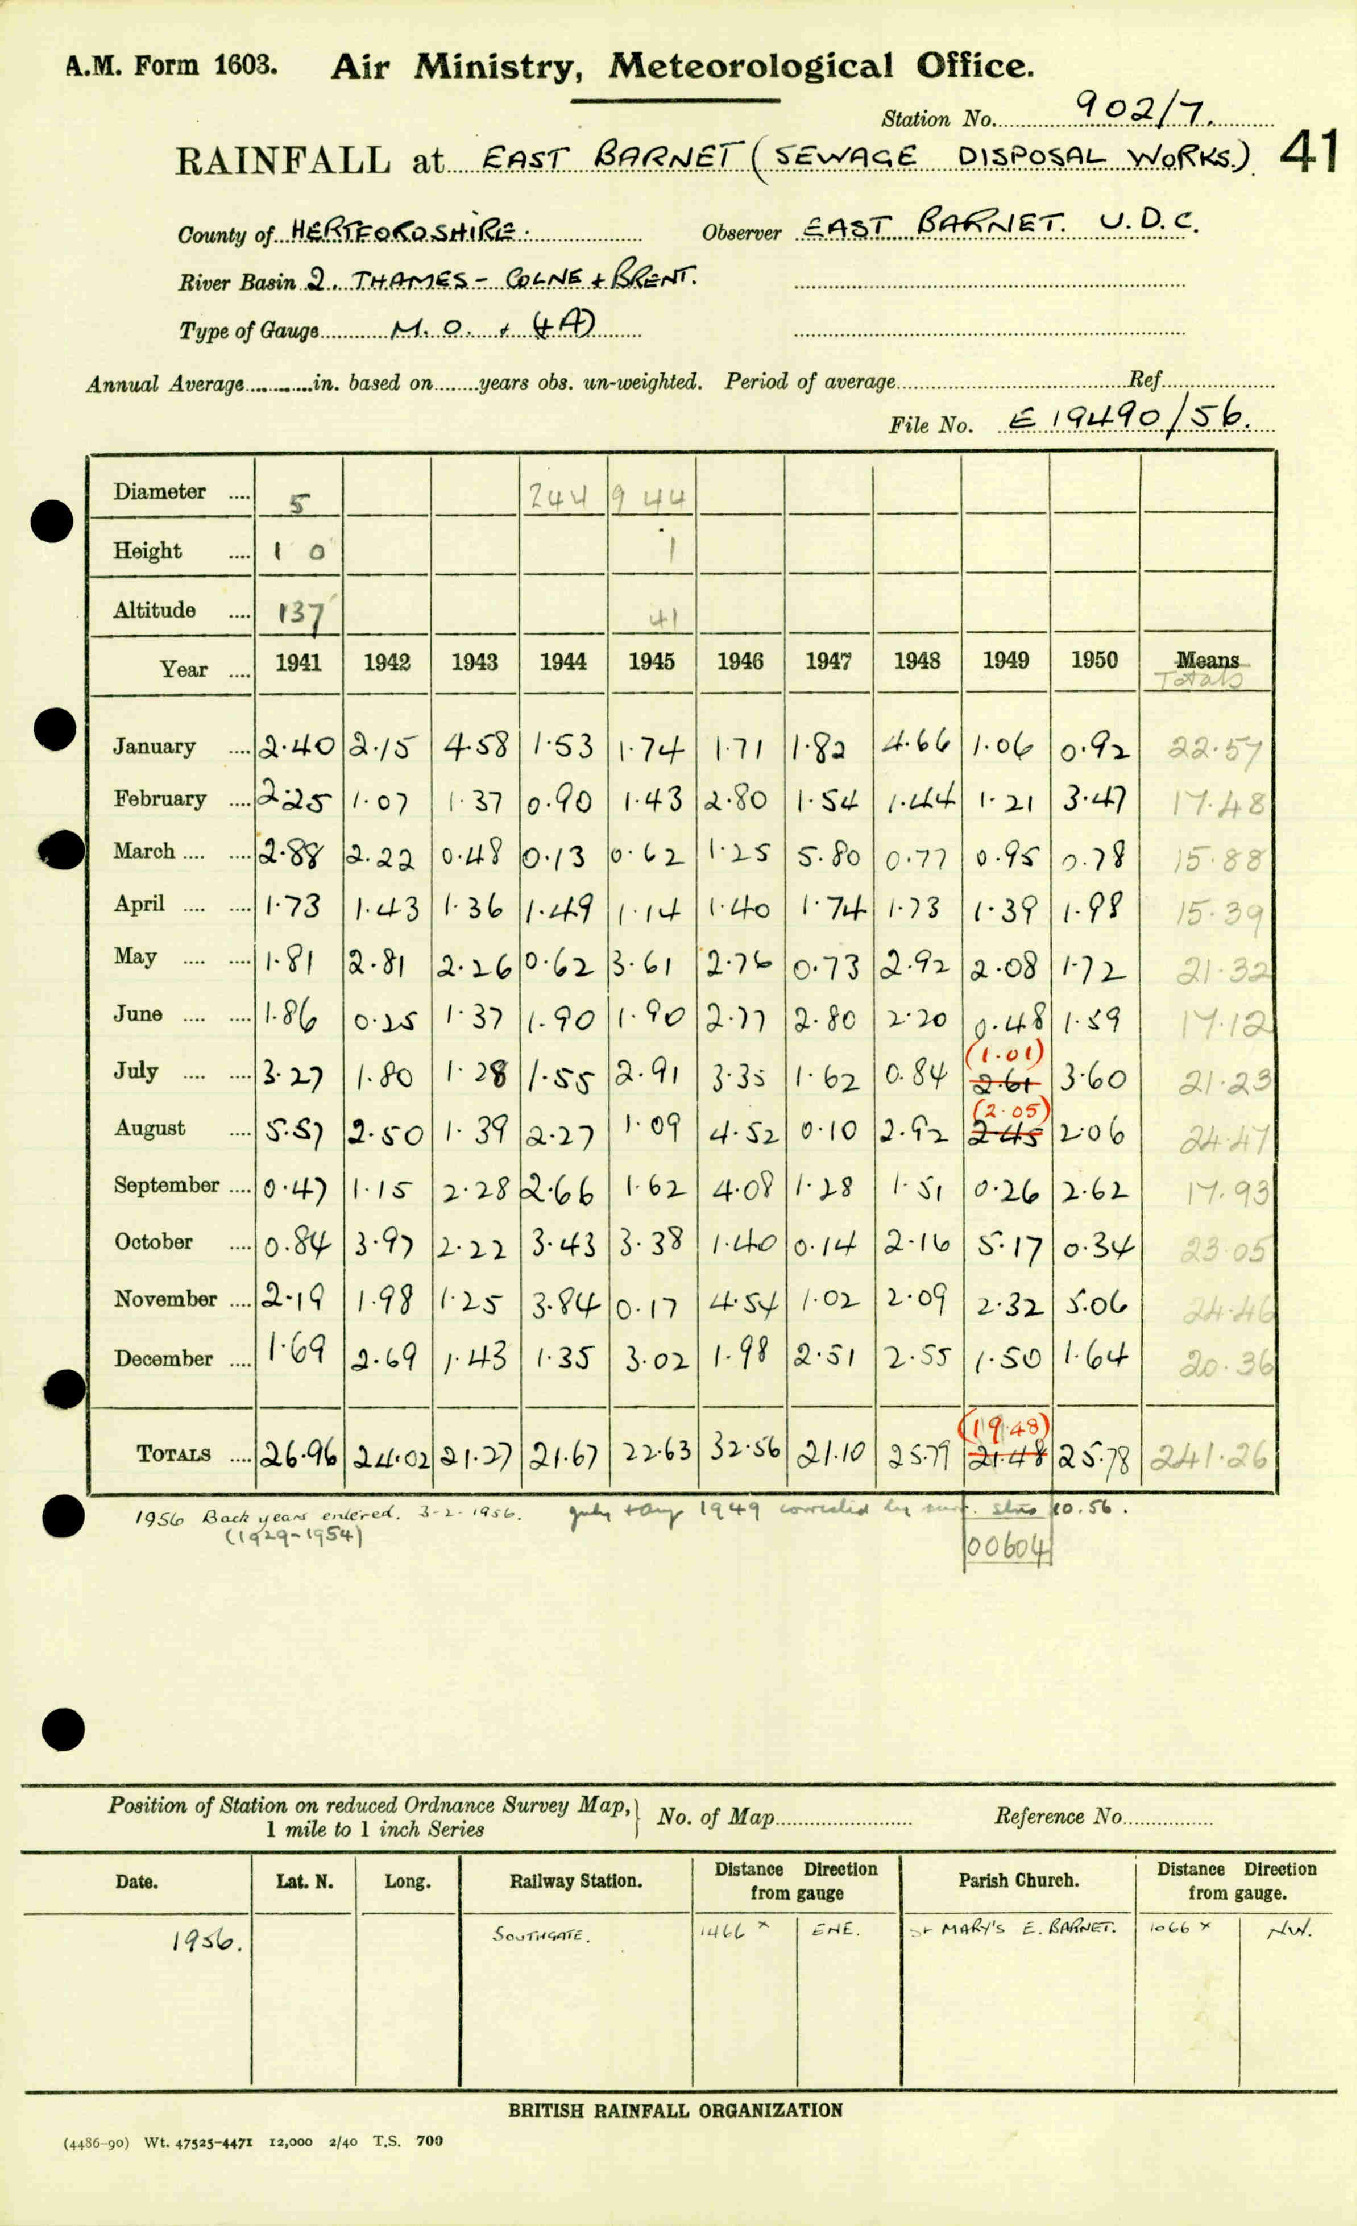 A.M. Form 1603. Air Ministry, Meteorological Office.
Station No. 902/7.
RAINFALL at EAST BARNET (SEWAGE DISPOSAL WORKS.) 41
County of HERTFORDSHIRE. Observer EAST BARNET. U.D.C.
River Basin 2. THAMES - COLNE + BRENT.
Type of Gauge M.O. + (4A)
Annual Average in. based on years obs. un-weighted. Period of average Ref.
File No. E 19490/56.
Diameter .... 5 244 9 44
Height .... 1 0 1
Altitude .... 137 41
Year .... 1941 1942 1943 1944 1945 1946 1947 1948 1949 1950 Means
Totals
January .... 2.40 2.15 4.58 1.53 1.74 1.71 1.82 4.66 1.06 0.92 22.57
February .... 2.25 1.07 1.37 0.90 1.43 2.80 1.54 1.44 1.21 3.47 17.48
March .... .... 2.88 2.22 0.48 0.13 0.62 1.25 5.80 0.77 0.95 0.78 15.88
April .... .... 1.73 1.43 1.36 1.49 1.14 1.40 1.74 1.73 1.39 1.98 15.39
May .... .... 1.81 2.81 2.26 0.62 3.61 2.76 0.73 2.92 2.08 1.72 21.32
June .... .... 1.86 0.25 1.37 1.90 1.90 2.77 2.80 2.20 0.48 1.59 17.12
(1.01)
July .... .... 3.27 1.80 1.28 1.55 2.91 3.35 1.62 0.84 2.61 3.60 21.23
(2.05)
August .... 5.57 2.50 1.39 2.27 1.09 4.52 0.10 2.92 2.45 2.06 24.47
September .... 0.47 1.15 2.28 2.66 1.62 4.08 1.28 1.51 0.26 2.62 17.93
October .... 0.84 3.97 2.22 3.43 3.38 1.40 0.14 2.16 5.17 0.34 23.05
November .... 2.19 1.98 1.25 3.84 0.17 4.54 1.02 2.09 2.32 5.06 24.46
December .... 1.69 2.69 1.43 1.35 3.02 1.98 2.51 2.55 1.50 1.64 20.36
(19.48)
TOTALS .... 26.96 24.02 21.27 21.67 22.63 32.56 21.10 25.79 21.48 25.78 241.26
1956 Back years entered. 3-2-1956. July + Aug 1949 corrected by surr. stns 10.56.
(1929-1954)
00604
Position of Station on reduced Ordnance Survey Map, } No. of Map Reference No.
1 mile to 1 inch Series
Date. Lat. N. Long. Railway Station. Distance Direction from gauge Parish Church. Distance Direction from gauge.
1956. SOUTHGATE. 1466 x ENE. St MARY'S E. BARNET. 1066 x NW.
BRITISH RAINFALL ORGANIZATION
(4486-90) Wt. 47525-4471 12,000 2/40 T.S. 700